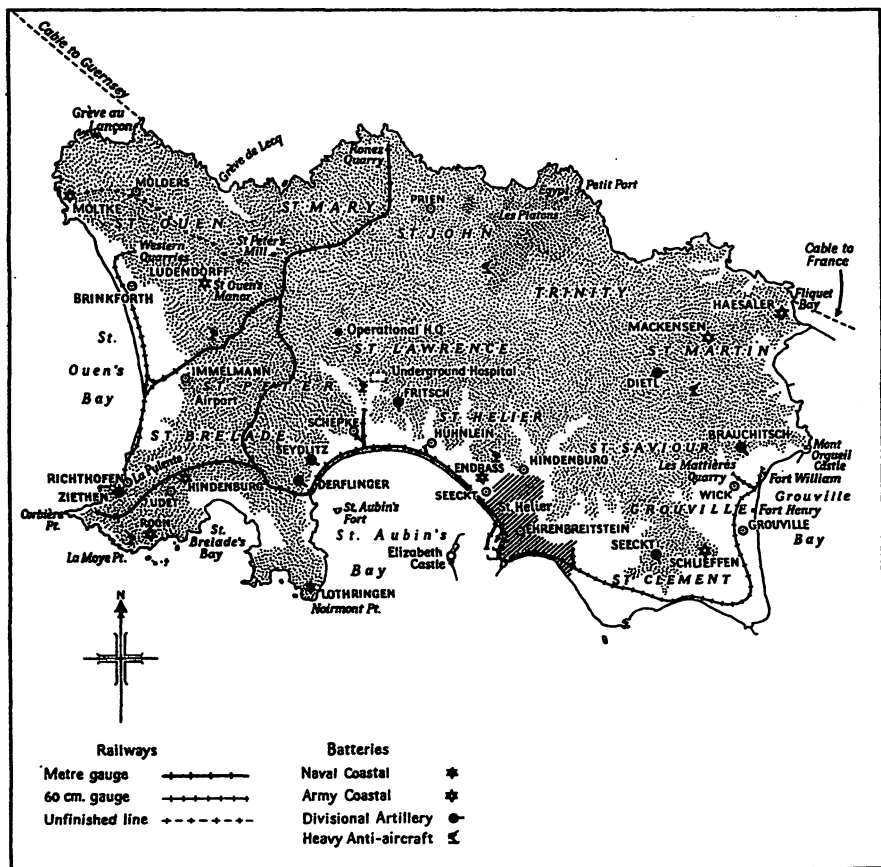 Cable to Guernsey
Grève au
Lançon
Grève de Lecq
Ronez
Quarry
MÖLDERS
MOLTKE
ST OUEN
ST MARY
PRIEN
Egypt
Petit Port
Les Platons
ST JOHN
St Peter's
Mill
Western
Quarries
LUDENDORFF
St Ouen's
Manor
BRINKFORTH
TRINITY
Cable to
France
Fliquet
Bay
HAESALER
St.
Ouen's
Bay
Operational H.Q
MACKENSEN
ST LAWRENCE
ST MARTIN
IMMELMANN
Airport
ST PETER
Underground Hospital
DIETL
FRITSCH
SCHEPKE
ST HELIER
ST BRELADE
HÜHNLEIN
ST SAVIOUR
BRAUCHITSCH
Mont
Orgueil
Castle
SEYDLITZ
RICHTHOFEN
La Pulente
ZIETHEN
HINDENBURG
LUDET
DERFLINGER
ENDRASS
HINDENBURG
Les Mattières
Quarry
Fort William
WICK
Grouville
Corbière
Pt.
ROON
La Moye Pt.
St.
Brelade's
Bay
St. Aubin's
Fort
SEECKT
St. Helier
GROUVILLE
Fort Henry
GROUVILLE
Bay
St. Aubin's
Bay
EHRENBREITSTEIN
Elizabeth
Castle
SEECKT
SCHLIEFFEN
ST CLEMENT
LOTHRINGEN
Noirmont Pt.
N
Railways
Metre gauge
60 cm. gauge
Unfinished line
Batteries
Naval Coastal
Army Coastal
Divisional Artillery
Heavy Anti-aircraft